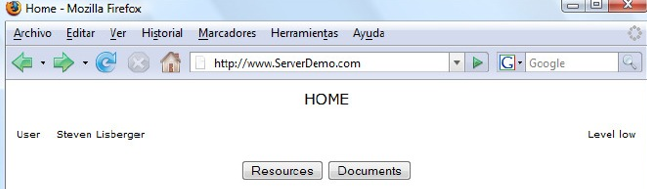 Home - Mozilla Firefox
Archivo Editar Ver Historial Marcadores Herramientas Ayuda
http://www.ServerDemo.com G Google
HOME
User Steven Lisberger Level low
Resources Documents